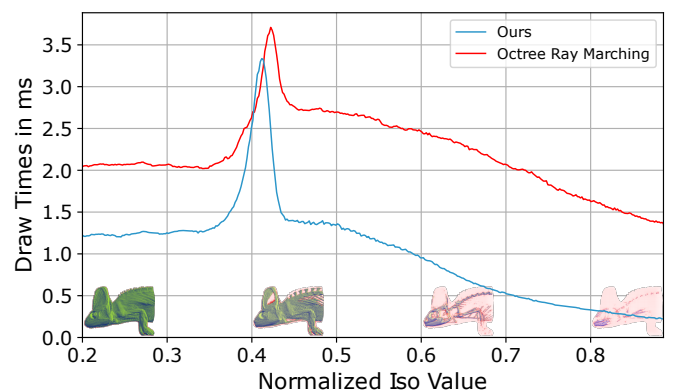 Ours
Octree Ray Marching
Draw Times in ms
3.5
3.0
2.5
2.0
1.5
1.0
0.5
0.0
0.2 0.3 0.4 0.5 0.6 0.7 0.8
Normalized Iso Value